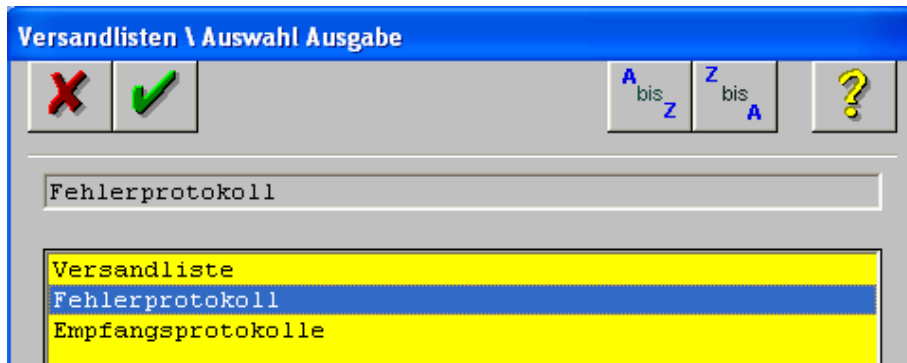 Versandlisten \ Auswahl Ausgabe
A bis Z
Z bis A
?
Fehlerprotokoll
Versandliste
Fehlerprotokoll
Empfangsprotokolle